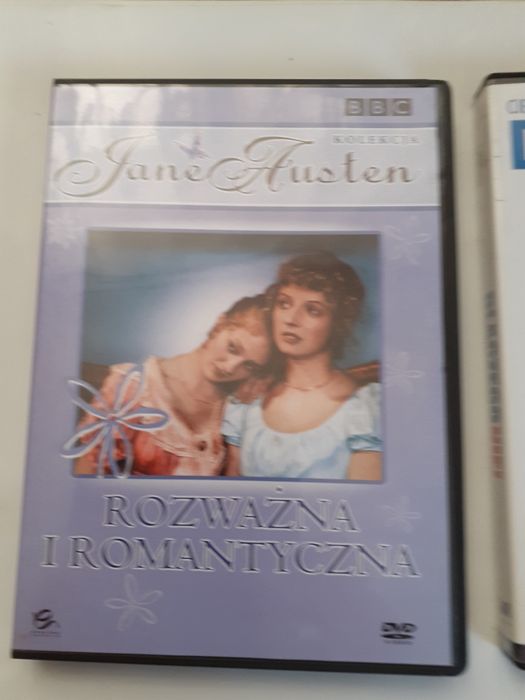 BBC
KOLEKCJA
Jane Austen
ROZWAŻNA
I ROMANTYCZNA
DVD